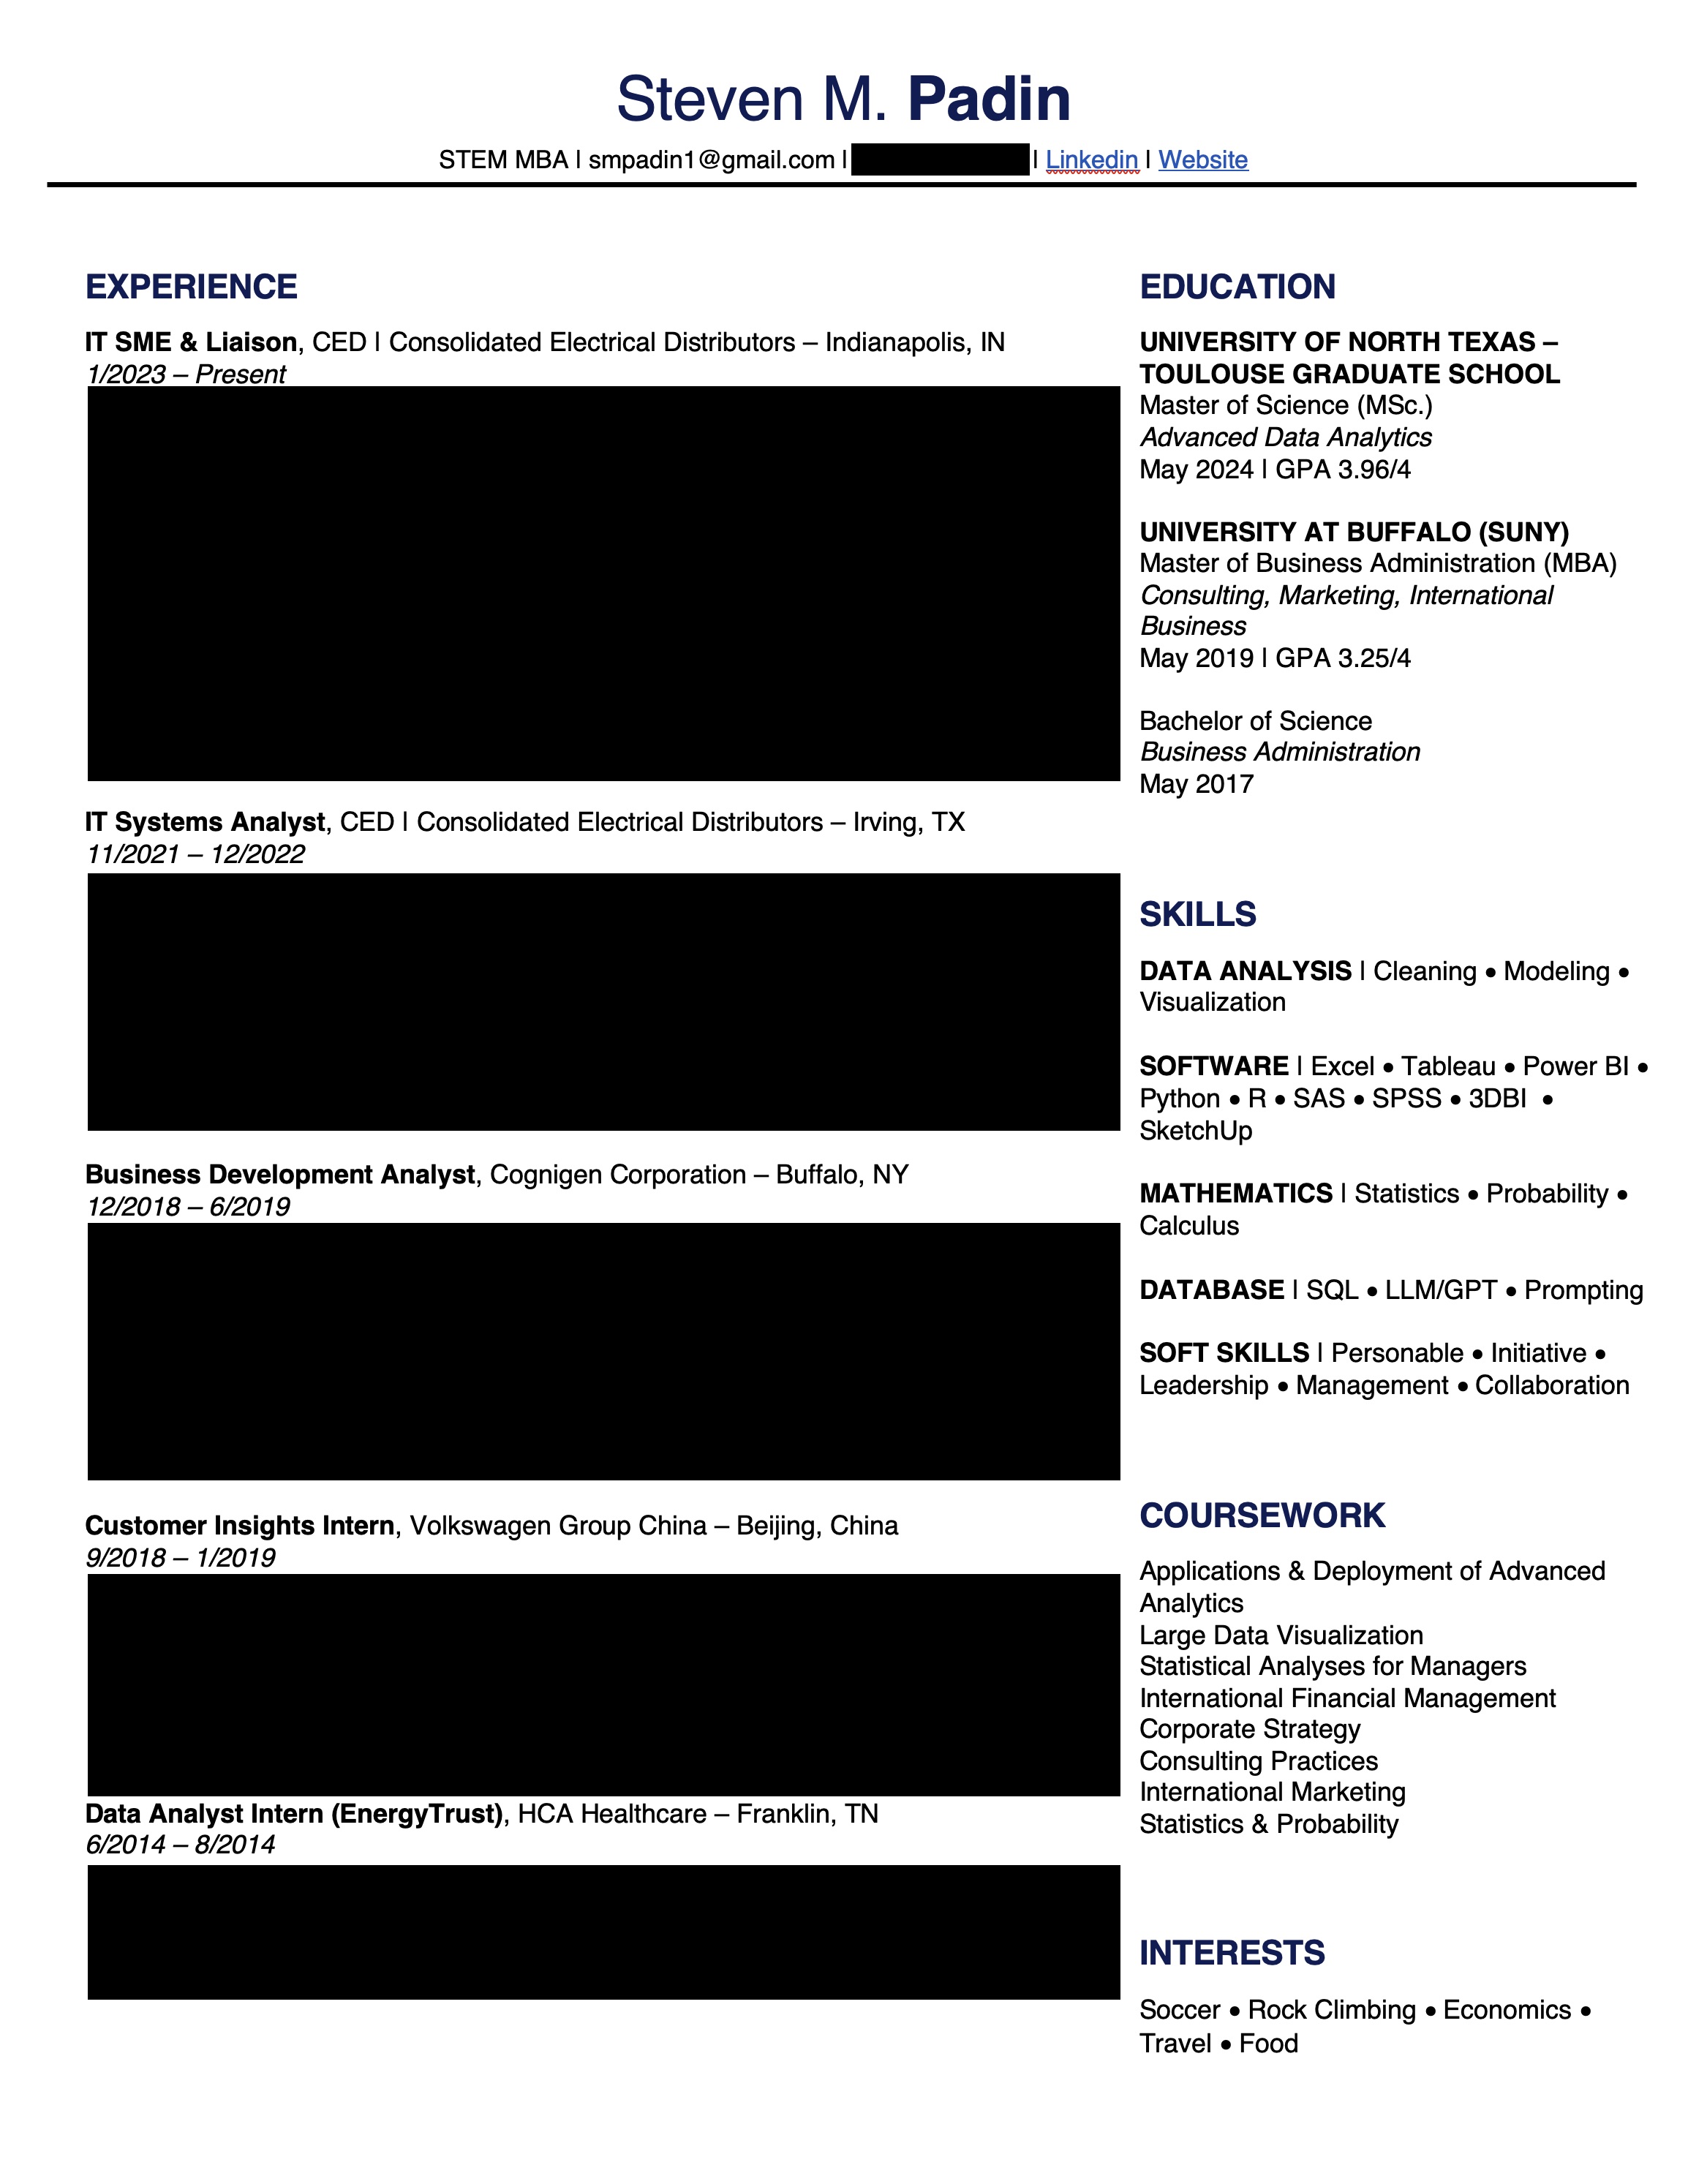 Steven M. Padin
STEM MBA | smpadin1@gmail.com | | Linkedin | Website
EXPERIENCE
IT SME & Liaison, CED | Consolidated Electrical Distributors – Indianapolis, IN
1/2023 – Present
IT Systems Analyst, CED | Consolidated Electrical Distributors – Irving, TX
11/2021 – 12/2022
Business Development Analyst, Cognigen Corporation – Buffalo, NY
12/2018 – 6/2019
Customer Insights Intern, Volkswagen Group China – Beijing, China
9/2018 – 1/2019
Data Analyst Intern (EnergyTrust), HCA Healthcare – Franklin, TN
6/2014 – 8/2014
EDUCATION
UNIVERSITY OF NORTH TEXAS –
TOULOUSE GRADUATE SCHOOL
Master of Science (MSc.)
Advanced Data Analytics
May 2024 | GPA 3.96/4
UNIVERSITY AT BUFFALO (SUNY)
Master of Business Administration (MBA)
Consulting, Marketing, International
Business
May 2019 | GPA 3.25/4
Bachelor of Science
Business Administration
May 2017
SKILLS
DATA ANALYSIS | Cleaning • Modeling •
Visualization
SOFTWARE | Excel • Tableau • Power BI •
Python • R • SAS • SPSS • 3DBI •
SketchUp
MATHEMATICS | Statistics • Probability •
Calculus
DATABASE | SQL • LLM/GPT • Prompting
SOFT SKILLS | Personable • Initiative •
Leadership • Management • Collaboration
COURSEWORK
Applications & Deployment of Advanced
Analytics
Large Data Visualization
Statistical Analyses for Managers
International Financial Management
Corporate Strategy
Consulting Practices
International Marketing
Statistics & Probability
INTERESTS
Soccer • Rock Climbing • Economics •
Travel • Food